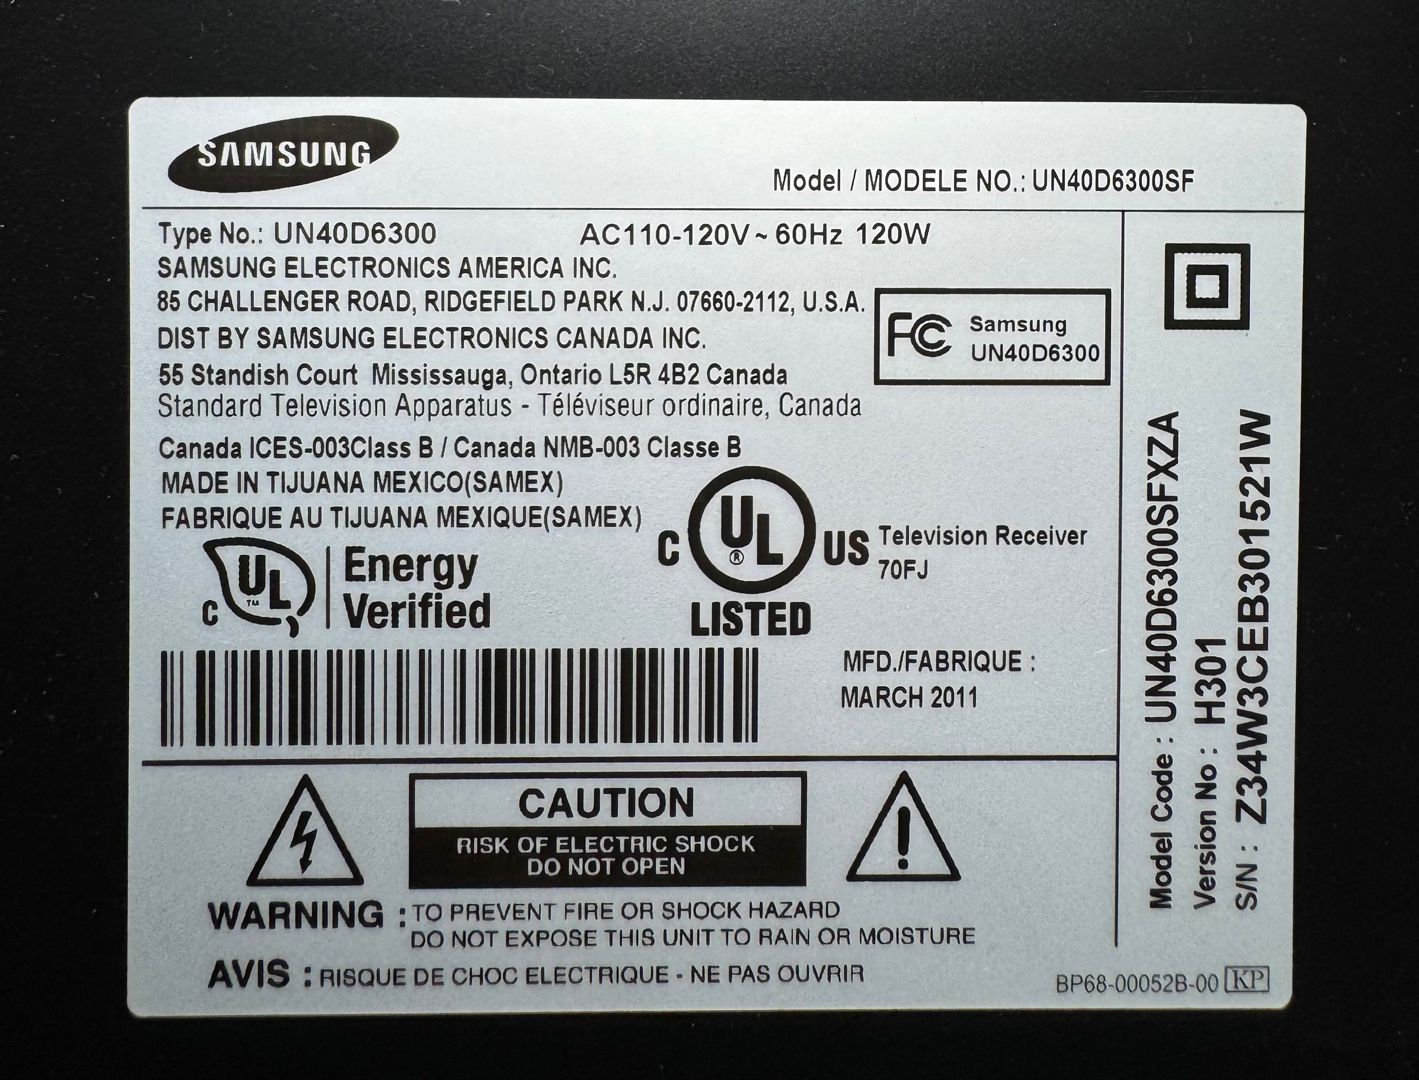 SAMSUNG
Model / MODELE NO.: UN40D6300SF
Type No.: UN40D6300 AC110-120V~60Hz 120W
SAMSUNG ELECTRONICS AMERICA INC.
85 CHALLENGER ROAD, RIDGEFIELD PARK N.J. 07660-2112, U.S.A.
DIST BY SAMSUNG ELECTRONICS CANADA INC.
55 Standish Court Mississauga, Ontario L5R 4B2 Canada
Standard Television Apparatus - Téléviseur ordinaire, Canada
Canada ICES-003Class B / Canada NMB-003 Classe B
MADE IN TIJUANA MEXICO(SAMEX)
FABRIQUE AU TIJUANA MEXIQUE(SAMEX)
FC Samsung
UN40D6300
C UL ™ Energy
Verified
C UL ® US
LISTED
Television Receiver
70FJ
MFD./FABRIQUE :
MARCH 2011
CAUTION
RISK OF ELECTRIC SHOCK
DO NOT OPEN
WARNING : TO PREVENT FIRE OR SHOCK HAZARD
DO NOT EXPOSE THIS UNIT TO RAIN OR MOISTURE
AVIS : RISQUE DE CHOC ELECTRIQUE - NE PAS OUVRIR
Model Code : UN40D6300SFXZA
Version No : H301
S/N : Z34W3CEB301521W
BP68-00052B-00 KP